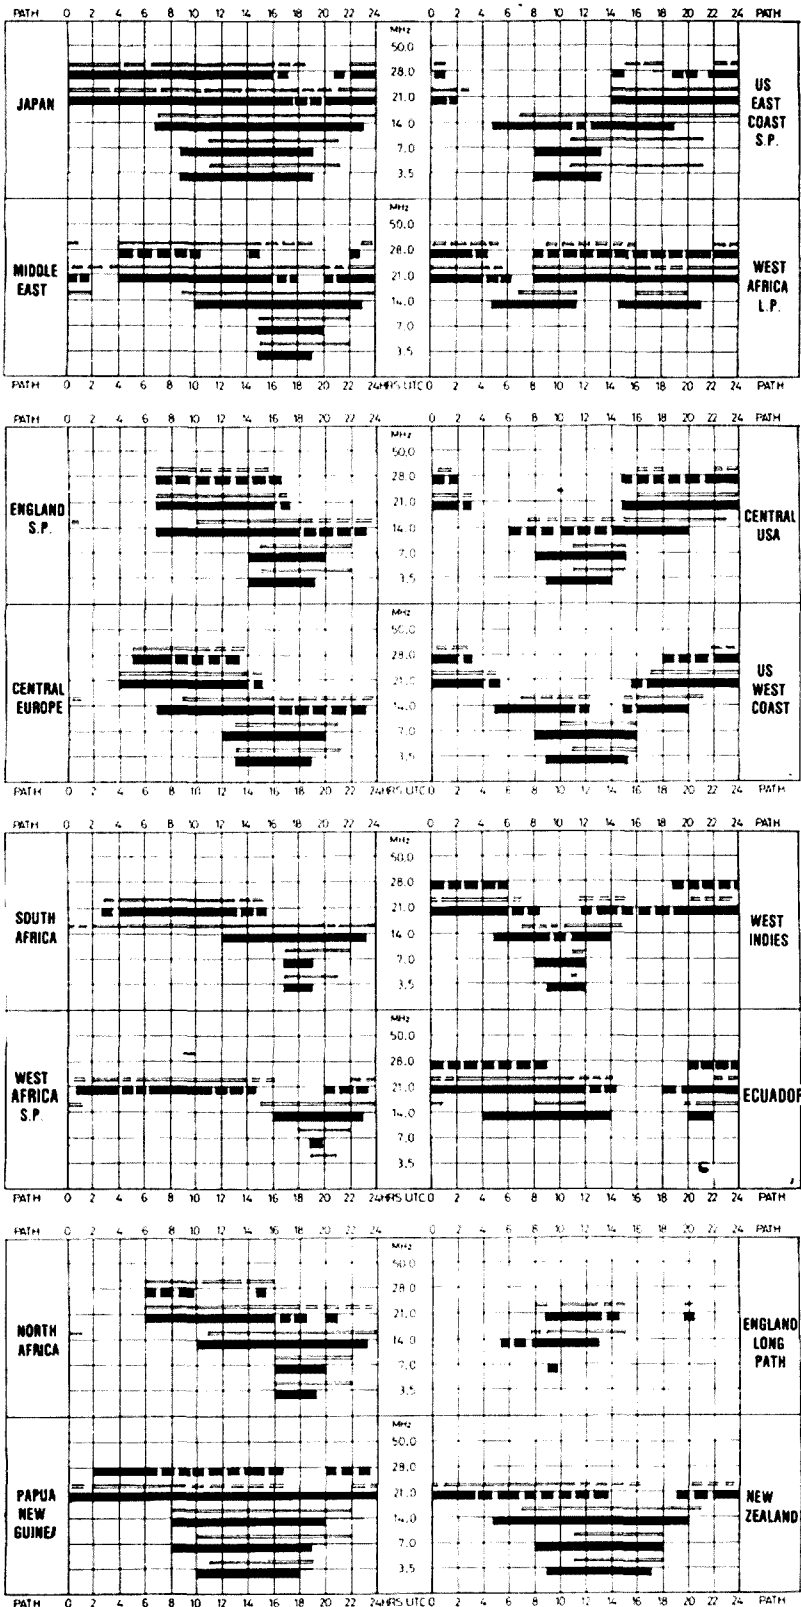 PATH 0 2 4 6 8 10 12 14 16 18 20 22 24 0 2 4 6 8 10 12 14 16 18 20 22 24 PATH
MHz
50.0
28.0
21.0
14.0
7.0
3.5
JAPAN
US
EAST
COAST
S.P.
MHz
50.0
28.0
21.0
14.0
7.0
3.5
MIDDLE
EAST
WEST
AFRICA
L.P.
PATH 0 2 4 6 8 10 12 14 16 18 20 22 24HRS UTC 0 2 4 6 8 10 12 14 16 18 20 22 24 PATH
PATH 0 2 4 6 8 10 12 14 16 18 20 22 24 0 2 4 6 8 10 12 14 16 18 20 22 24 PATH
MHz
50.0
28.0
21.0
14.0
7.0
3.5
ENGLAND
S.P.
CENTRAL
USA
MHz
50.0
28.0
21.0
14.0
7.0
3.5
CENTRAL
EUROPE
US
WEST
COAST
PATH 0 2 4 6 8 10 12 14 16 18 20 22 24HRS UTC 0 2 4 6 8 10 12 14 16 18 20 22 24 PATH
PATH 0 2 4 6 8 10 12 14 16 18 20 22 24 0 2 4 6 8 10 12 14 16 18 20 22 24 PATH
MHz
50.0
28.0
21.0
14.0
7.0
3.5
SOUTH
AFRICA
WEST
INDIES
MHz
50.0
28.0
21.0
14.0
7.0
3.5
WEST
AFRICA
S.P.
ECUADOR
PATH 0 2 4 6 8 10 12 14 16 18 20 22 24HRS UTC 0 2 4 6 8 10 12 14 16 18 20 22 24 PATH
PATH 0 2 4 6 8 10 12 14 16 18 20 22 24 0 2 4 6 8 10 12 14 16 18 20 22 24 PATH
MHz
50.0
28.0
21.0
14.0
7.0
3.5
NORTH
AFRICA
ENGLAND
LONG
PATH
MHz
50.0
28.0
21.0
14.0
7.0
3.5
PAPUA
NEW
GUINEA
NEW
ZEALAND
PATH 0 2 4 6 8 10 12 14 16 18 20 22 24HRS UTC 0 2 4 6 8 10 12 14 16 18 20 22 24 PATH